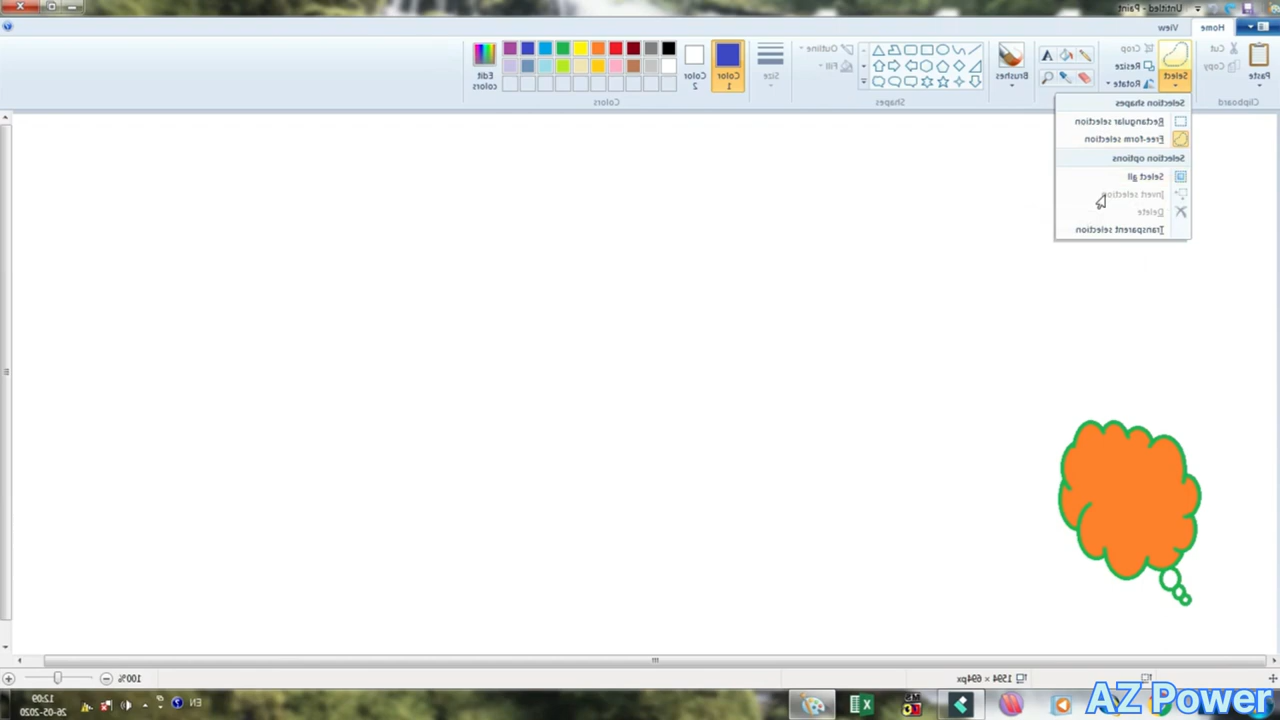 Untitled - Paint
Home
View
Paste
Cut
Copy
Clipboard
Select
Crop
Resize
Rotate
A
Brushes
Outline
Fill
Shapes
Size
Color 1
Color 2
Edit colors
Colors
Selection shapes
Rectangular selection
Free-form selection
Selection options
Select all
Invert selection
Delete
Transparent selection
1594 × 694px
100%
EN
12:09
26-05-2020
AZ Power